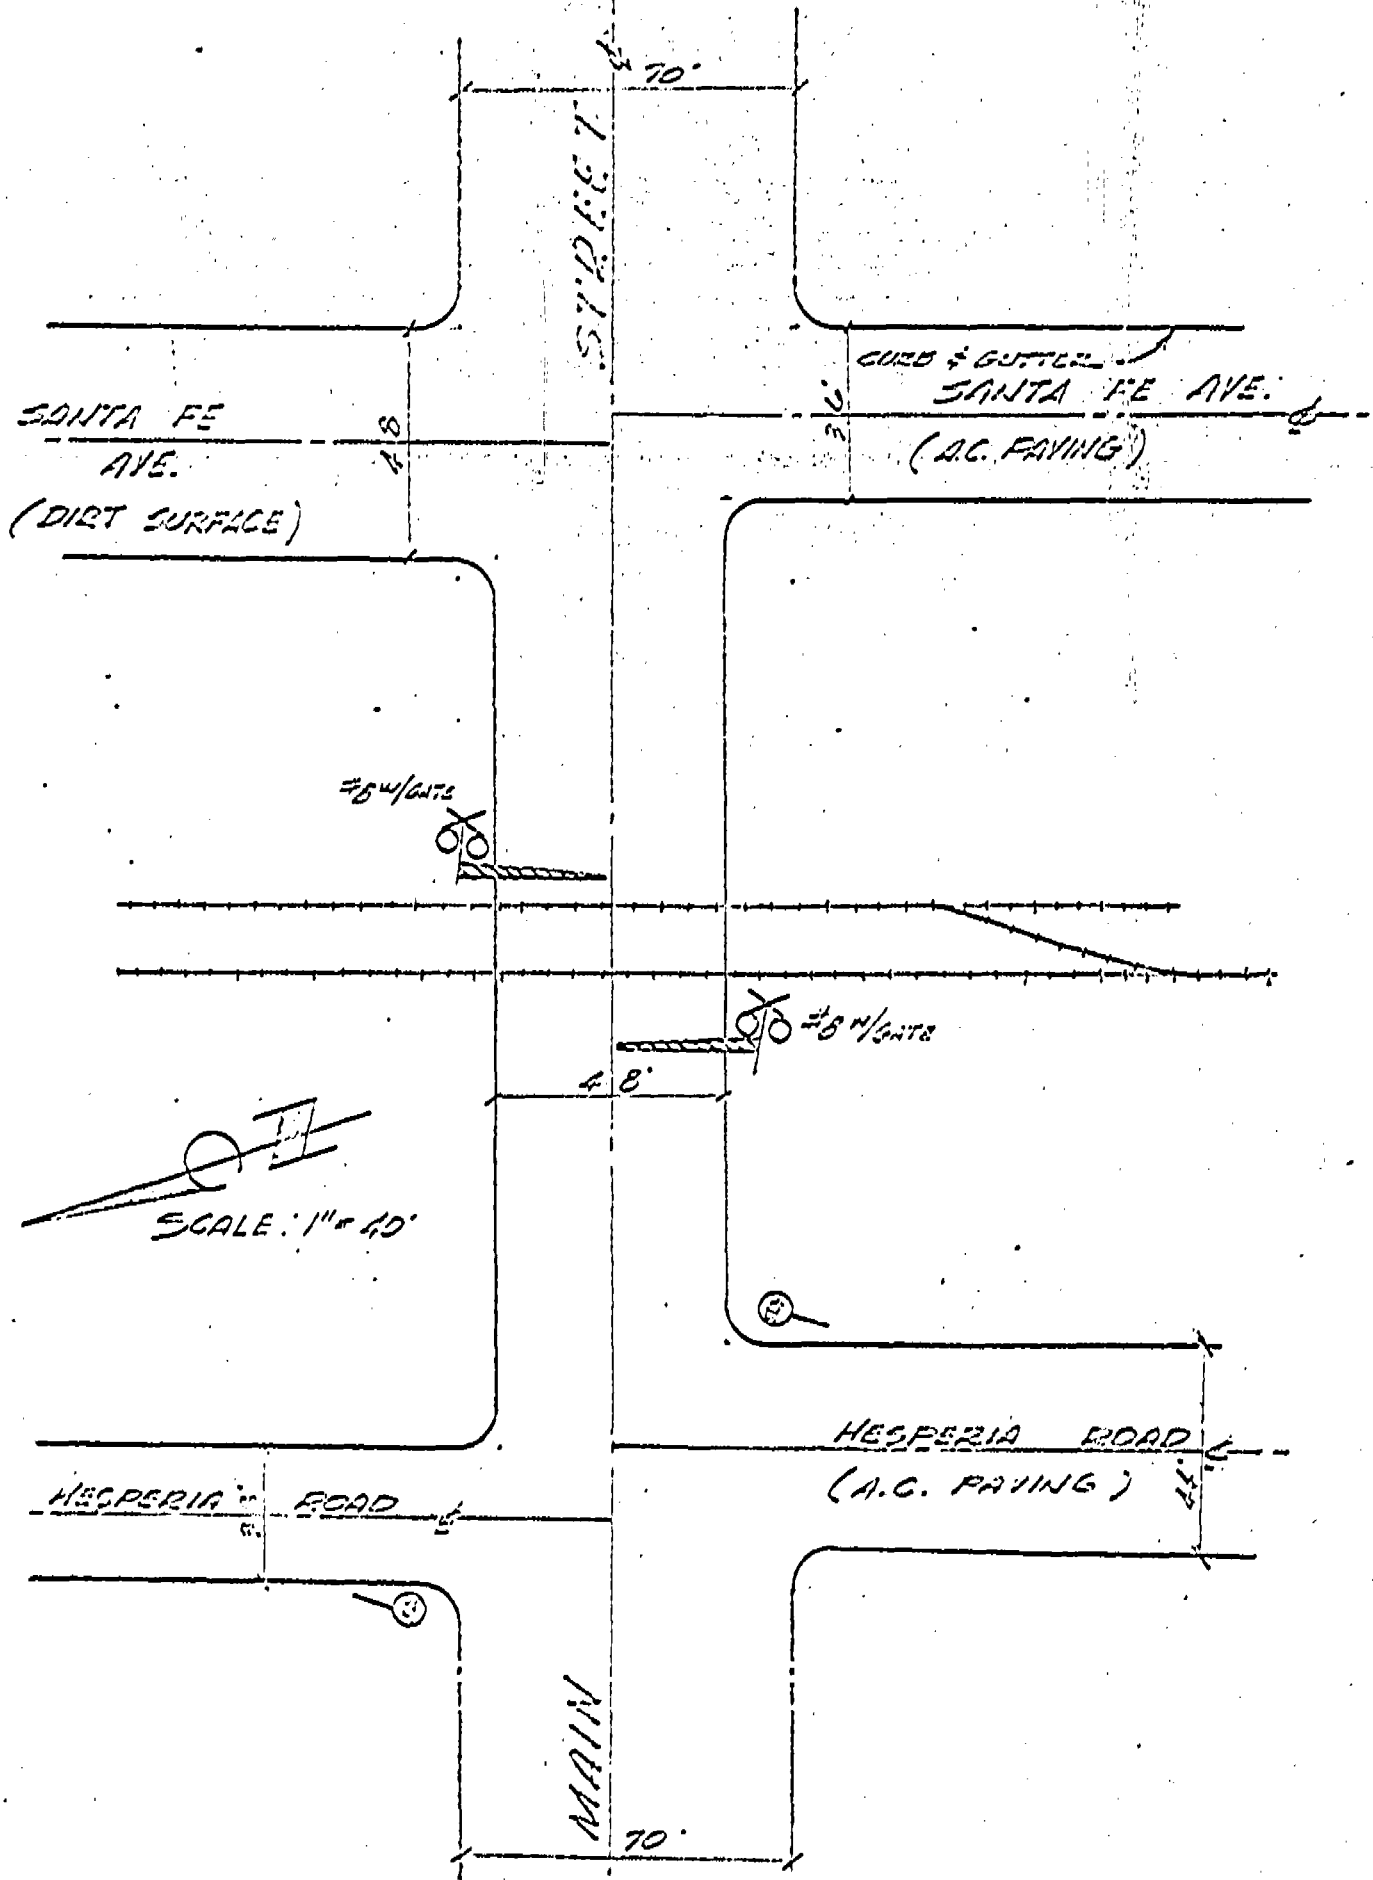 70'
STREET
CURB & GUTTER
SANTA FE AVE.
(A.C. PAVING)
36'
SANTA FE
AVE.
(DIRT SURFACE)
48
#8 W/GATE
#8 W/GATE
48'
SCALE: 1" = 40'
HESPERIA ROAD
(A.C. PAVING)
44'
HESPERIA ROAD
MAIN
70'